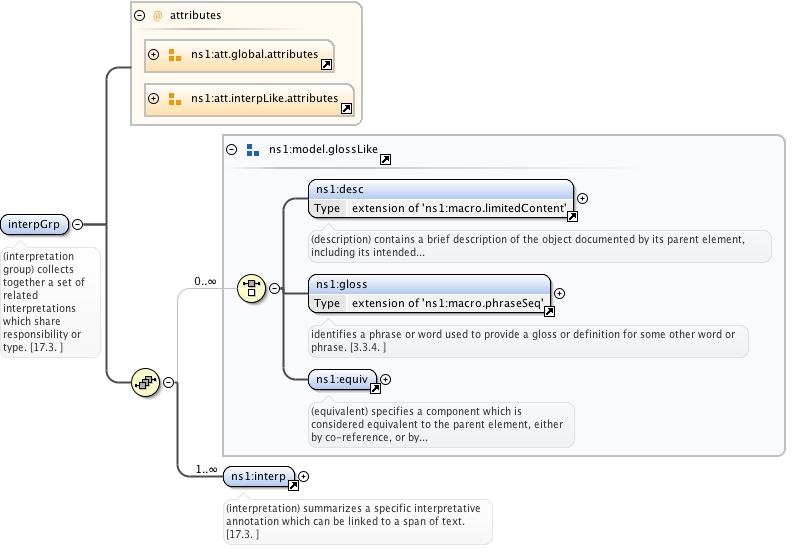 @ attributes
ns1:att.global.attributes
ns1:att.interpLike.attributes
ns1:model.glossLike
ns1:desc
Type extension of 'ns1:macro.limitedContent'
(description) contains a brief description of the object documented by its parent element,
including its intended...
interpGrp
(interpretation
group) collects
together a set of
related
interpretations
which share
responsibility or
type. [17.3. ]
0..∞
ns1:gloss
Type extension of 'ns1:macro.phraseSeq'
identifies a phrase or word used to provide a gloss or definition for some other word or
phrase. [3.3.4. ]
ns1:equiv
(equivalent) specifies a component which is
considered equivalent to the parent element, either
by co-reference, or by...
1..∞
ns1:interp
(interpretation) summarizes a specific interpretative
annotation which can be linked to a span of text.
[17.3. ]